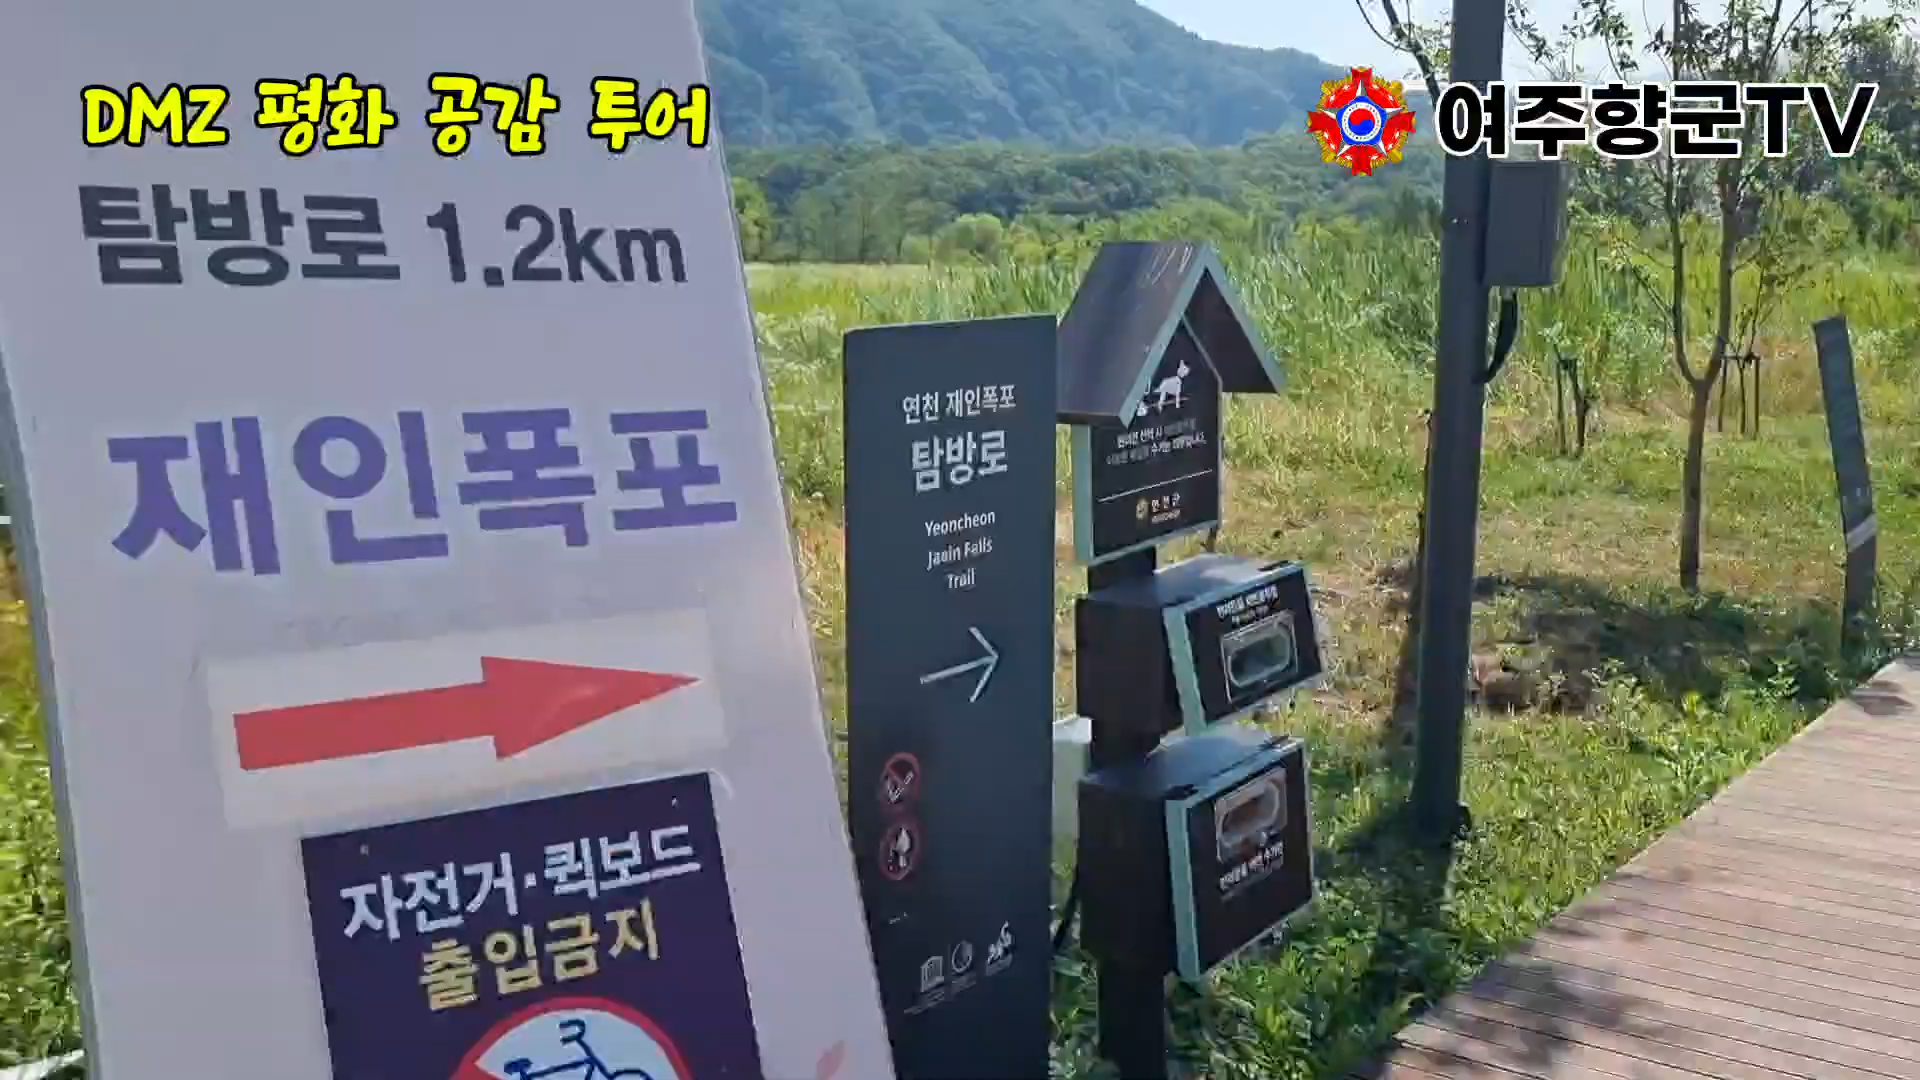 DMZ 평화 공감 투어
여주향군TV
탐방로 1.2km
재인폭포
자전거·퀵보드
출입금지
연천 재인폭포
탐방로
Yeoncheon
Jaein Falls
Trail
연천군